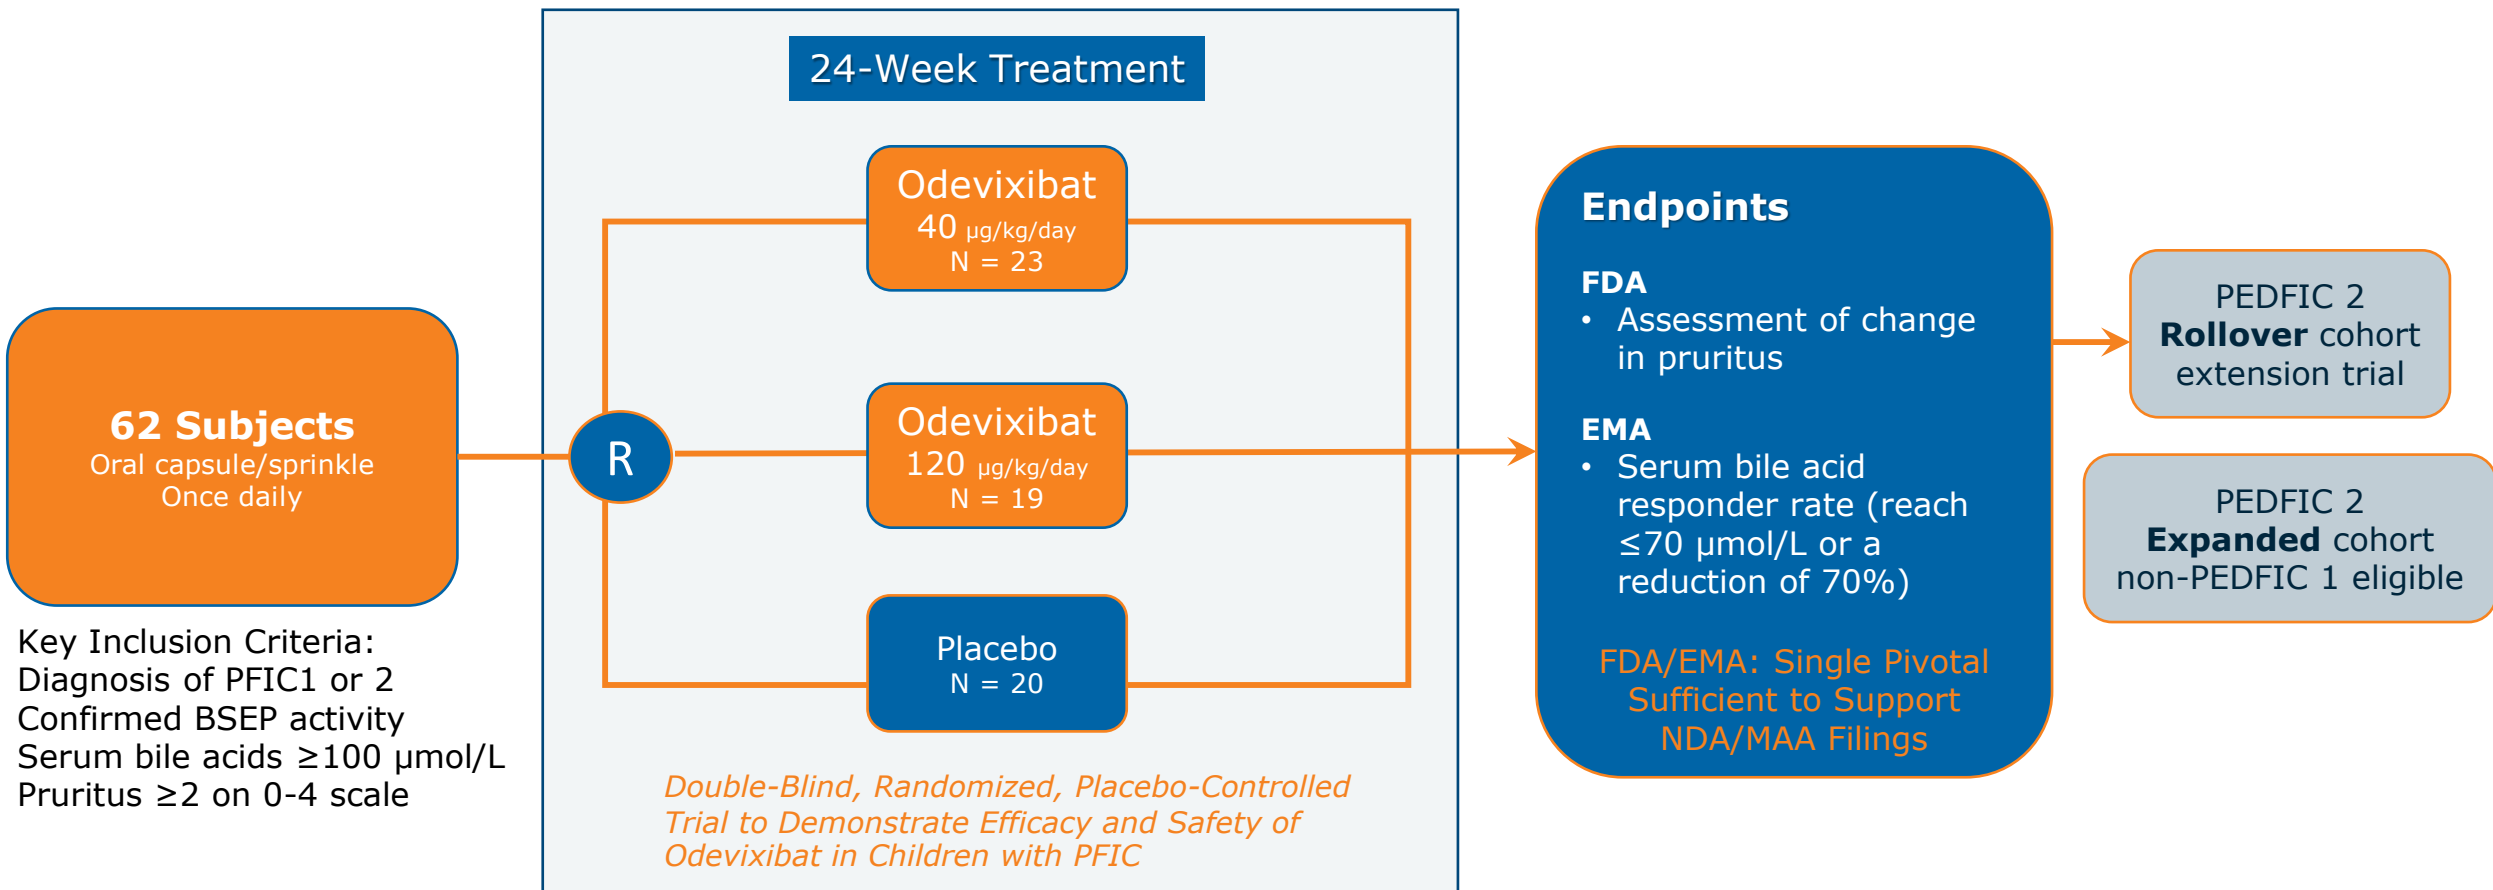 62 Subjects
Oral capsule/sprinkle
Once daily
Key Inclusion Criteria:
Diagnosis of PFIC1 or 2
Confirmed BSEP activity
Serum bile acids ≥100 μmol/L
Pruritus ≥2 on 0-4 scale
24-Week Treatment
R
Odevixibat
40 μg/kg/day
N = 23
Odevixibat
120 μg/kg/day
N = 19
Placebo
N = 20
Double-Blind, Randomized, Placebo-Controlled
Trial to Demonstrate Efficacy and Safety of
Odevixibat in Children with PFIC
Endpoints
FDA
• Assessment of change
in pruritus
EMA
• Serum bile acid
responder rate (reach
≤70 μmol/L or a
reduction of 70%)
FDA/EMA: Single Pivotal
Sufficient to Support
NDA/MAA Filings
PEDFIC 2
Rollover cohort
extension trial
PEDFIC 2
Expanded cohort
non-PEDFIC 1 eligible